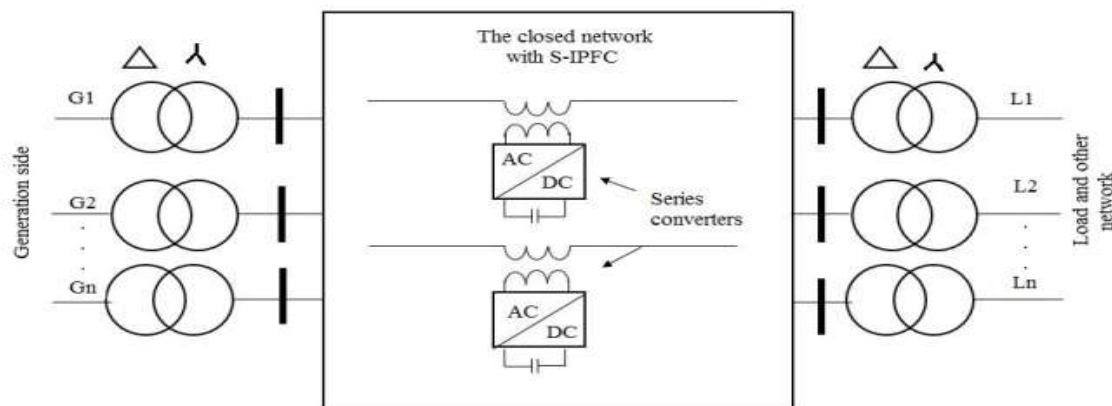 The closed network
with S-IPFC
Generation side
G1
G2
Gn
AC
DC
Series
converters
AC
DC
L1
L2
Ln
Load and other
network